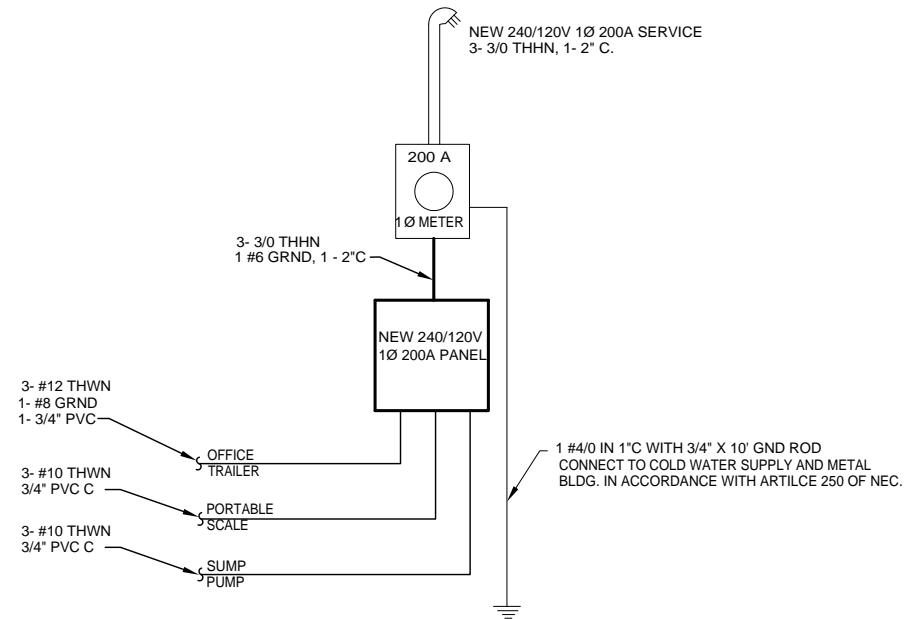 NEW 240/120V 1Ø 200A SERVICE
3- 3/0 THHN, 1- 2" C.
200 A
1Ø METER
3- 3/0 THHN
1 #6 GRND, 1 - 2"C
NEW 240/120V
1Ø 200A PANEL
3- #12 THWN
1- #8 GRND
1- 3/4" PVC
OFFICE
TRAILER
3- #10 THWN
3/4" PVC C
PORTABLE
SCALE
3- #10 THWN
3/4" PVC C
SUMP
PUMP
1 #4/0 IN 1"C WITH 3/4" X 10' GND ROD
CONNECT TO COLD WATER SUPPLY AND METAL
BLDG. IN ACCORDANCE WITH ARTILCE 250 OF NEC.